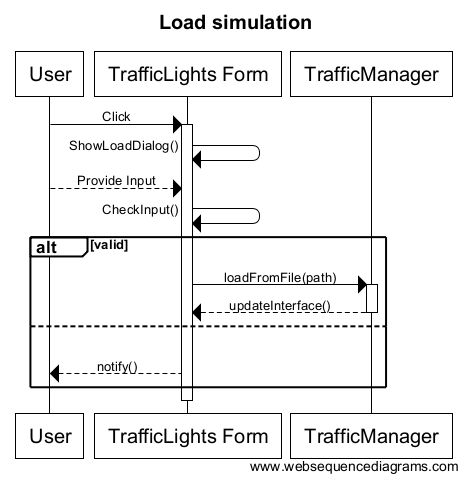 Load simulation
User
TrafficLights Form
TrafficManager
Click
ShowLoadDialog()
Provide Input
CheckInput()
alt
[valid]
loadFromFile(path)
updateInterface()
notify()
User
TrafficLights Form
TrafficManager
www.websequencediagrams.com